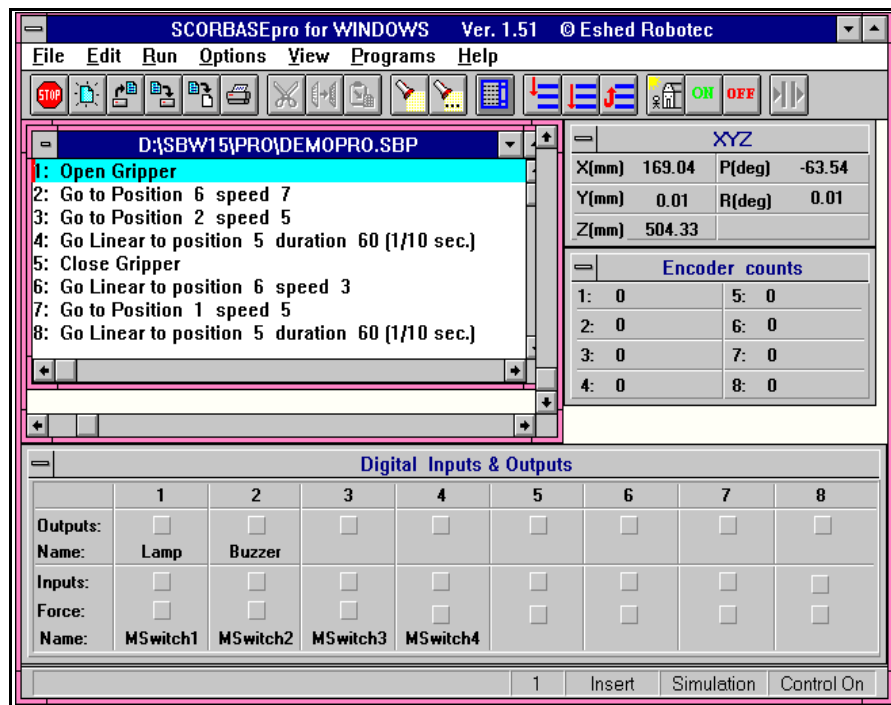 SCORBASEpro for WINDOWS Ver. 1.51 © Eshed Robotec
File Edit Run Options View Programs Help
STOP ON OFF
D:\SBW15\PRO\DEMOPRO.SBP
1: Open Gripper
2: Go to Position 6 speed 7
3: Go to Position 2 speed 5
4: Go Linear to position 5 duration 60 (1/10 sec.)
5: Close Gripper
6: Go Linear to position 6 speed 3
7: Go to Position 1 speed 5
8: Go Linear to position 5 duration 60 (1/10 sec.)
XYZ
X(mm) 169.04 P(deg) -63.54
Y(mm) 0.01 R(deg) 0.01
Z(mm) 504.33
Encoder counts
1: 0 5: 0
2: 0 6: 0
3: 0 7: 0
4: 0 8: 0
Digital Inputs & Outputs
1 2 3 4 5 6 7 8
Outputs:
Name: Lamp Buzzer
Inputs:
Force:
Name: MSwitch1 MSwitch2 MSwitch3 MSwitch4
1 Insert Simulation Control On